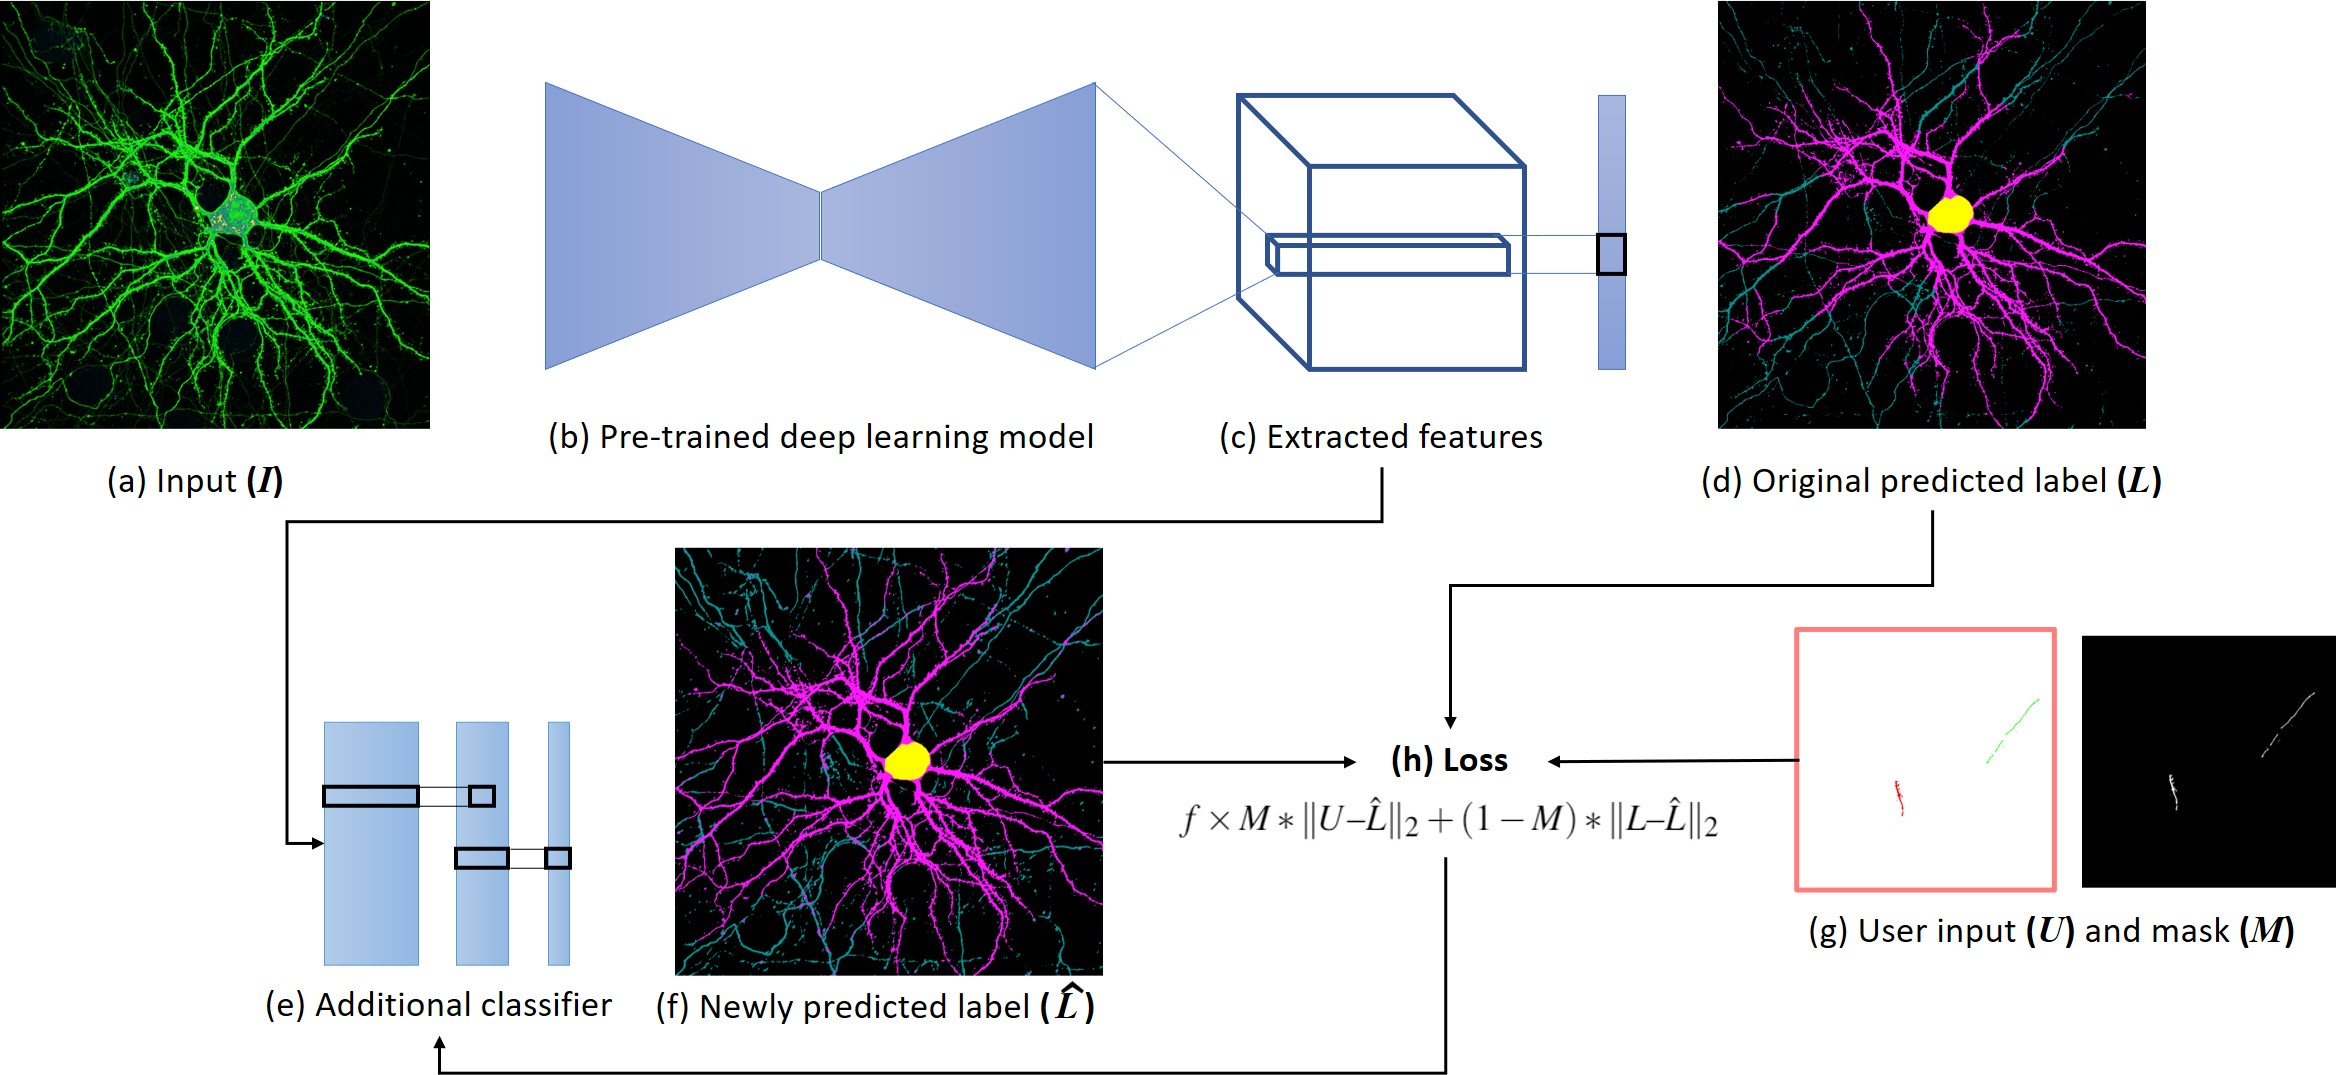 (b) Pre-trained deep learning model
(c) Extracted features
(a) Input (I)
(d) Original predicted label (L)
(h) Loss
f × M ∗ ‖U–L̂‖₂ + (1 − M) ∗ ‖L–L̂‖₂
(g) User input (U) and mask (M)
(e) Additional classifier
(f) Newly predicted label (L̂)